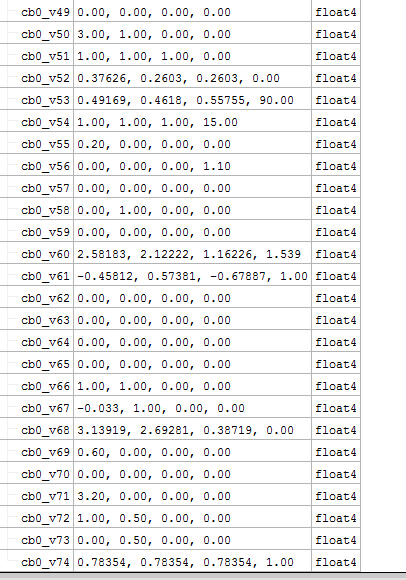 cb0_v49 0.00, 0.00, 0.00, 0.00 float4
cb0_v50 3.00, 1.00, 0.00, 0.00 float4
cb0_v51 1.00, 1.00, 1.00, 0.00 float4
cb0_v52 0.37626, 0.2603, 0.2603, 0.00 float4
cb0_v53 0.49169, 0.4618, 0.55755, 90.00 float4
cb0_v54 1.00, 1.00, 1.00, 15.00 float4
cb0_v55 0.20, 0.00, 0.00, 0.00 float4
cb0_v56 0.00, 0.00, 0.00, 1.10 float4
cb0_v57 0.00, 0.00, 0.00, 0.00 float4
cb0_v58 0.00, 1.00, 0.00, 0.00 float4
cb0_v59 0.00, 0.00, 0.00, 0.00 float4
cb0_v60 2.58183, 2.12222, 1.16226, 1.539 float4
cb0_v61 -0.45812, 0.57381, -0.67887, 1.00 float4
cb0_v62 0.00, 0.00, 0.00, 0.00 float4
cb0_v63 0.00, 0.00, 0.00, 0.00 float4
cb0_v64 0.00, 0.00, 0.00, 0.00 float4
cb0_v65 0.00, 0.00, 0.00, 0.00 float4
cb0_v66 1.00, 1.00, 0.00, 0.00 float4
cb0_v67 -0.033, 1.00, 0.00, 0.00 float4
cb0_v68 3.13919, 2.69281, 0.38719, 0.00 float4
cb0_v69 0.60, 0.00, 0.00, 0.00 float4
cb0_v70 0.00, 0.00, 0.00, 0.00 float4
cb0_v71 3.20, 0.00, 0.00, 0.00 float4
cb0_v72 1.00, 0.50, 0.00, 0.00 float4
cb0_v73 0.00, 0.50, 0.00, 0.00 float4
cb0_v74 0.78354, 0.78354, 0.78354, 1.00 float4